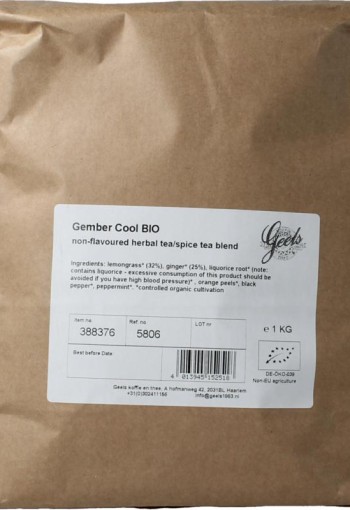 Gember Cool BIO
non-flavoured herbal tea/spice tea blend
Geels
Ingredients: lemongrass* (32%), ginger* (25%), liquorice root* (note:
contains liquorice - excessive consumption of this product should be
avoided if you have high blood pressure)* , orange peels*, black
pepper*, peppermint*. *controlled organic cultivation
Item no.
388376
Ref. no
5806
LOT nr
e 1 KG
Best before Date:
4 013945 152518
DE-ÖKO-039
Non-EU agriculture
Geels koffie en thee, A hofmanweg 42, 2031BL Haarlem
info@geels1863.nl